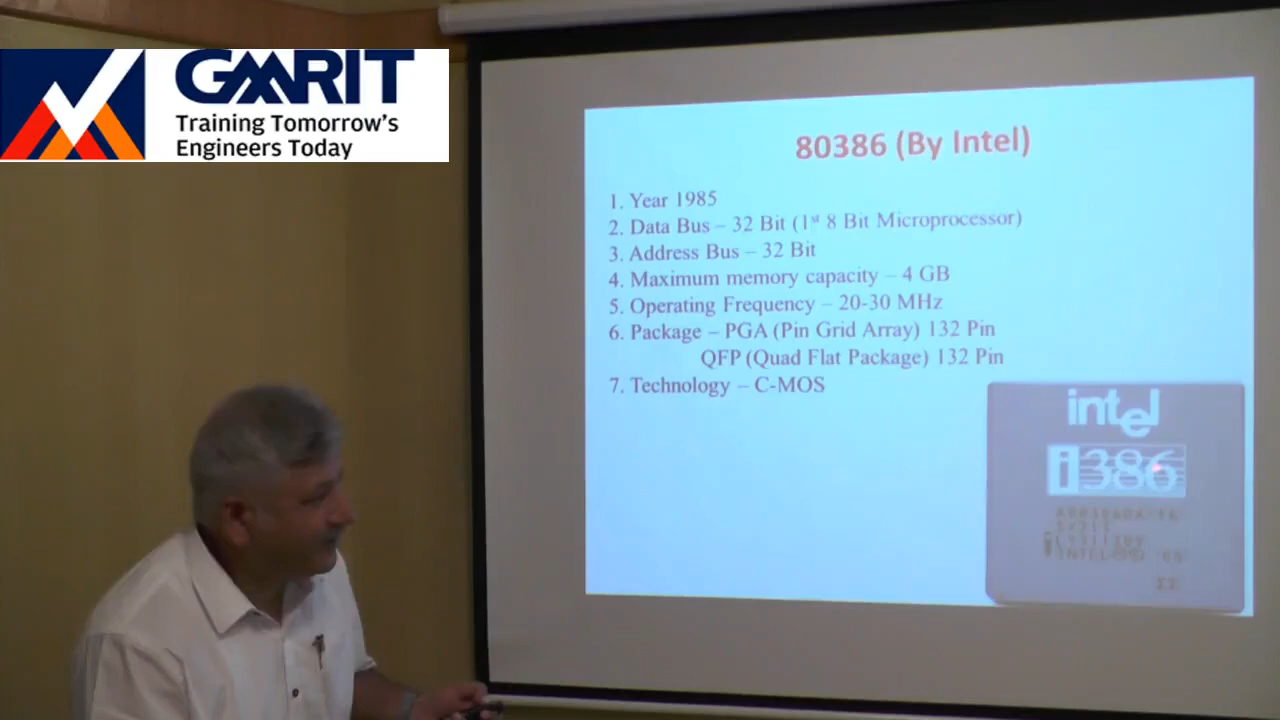 GMRIT
Training Tomorrow's
Engineers Today
80386 (By Intel)
1. Year 1985
2. Data Bus – 32 Bit (1st 8 Bit Microprocessor)
3. Address Bus – 32 Bit
4. Maximum memory capacity – 4 GB
5. Operating Frequency – 20-30 MHz
6. Package – PGA (Pin Grid Array) 132 Pin
QFP (Quad Flat Package) 132 Pin
7. Technology – C-MOS
intel
i386
INTEL